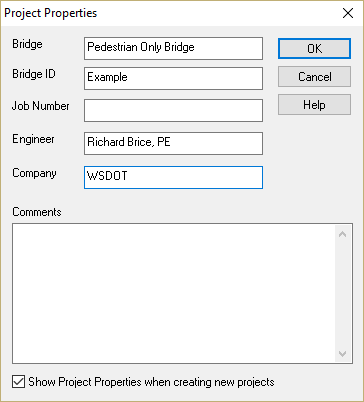 Project Properties
Bridge Pedestrian Only Bridge OK
Bridge ID Example Cancel
Job Number Help
Engineer Richard Brice, PE
Company WSDOT
Comments
Show Project Properties when creating new projects